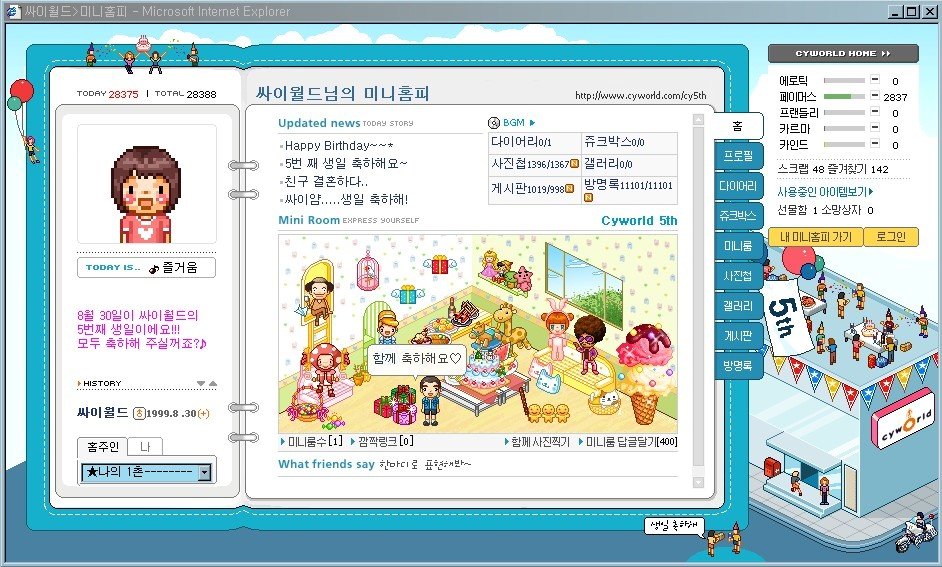 싸이월드>미니홈피 - Microsoft Internet Explorer
TODAY 28375 | TOTAL 28388
싸이월드님의 미니홈피
http://www.cyworld.com/cy5th
TODAY IS.. 즐거움
8월 30일이 싸이월드의
5번째 생일이에요!!!
모두 축하해 주실꺼죠?♪
HISTORY
싸이월드 1999.8 .30(+)
홈주인 나
★나의 1촌--------
Updated news TODAY STORY
Happy Birthday~~*
5번 째 생일 축하해요~
친구 결혼하다..
싸이얌.....생일 축하해!
BGM
다이어리0/1 쥬크박스0/0
사진첩1396/1367 갤러리0/0
게시판1019/998 방명록11101/11101
Mini Room EXPRESS YOURSELF
Cyworld 5th
함께 축하해요♡
미니룸수[1] 깜짝링크[0] 함께 사진찍기 미니룸 답글달기[400]
What friends say 한마디로 표현해봐~
홈
프로필
다이어리
쥬크박스
미니룸
사진첩
갤러리
게시판
방명록
CYWORLD HOME
에로틱 0
페이머스 2837
프랜들리 0
카르마 0
카인드 0
스크랩 48 즐겨찾기 142
사용중인 아이템보기
선물함 1 소망상자 0
내 미니홈피 가기 로그인
5th
cyworld
생일 축하해